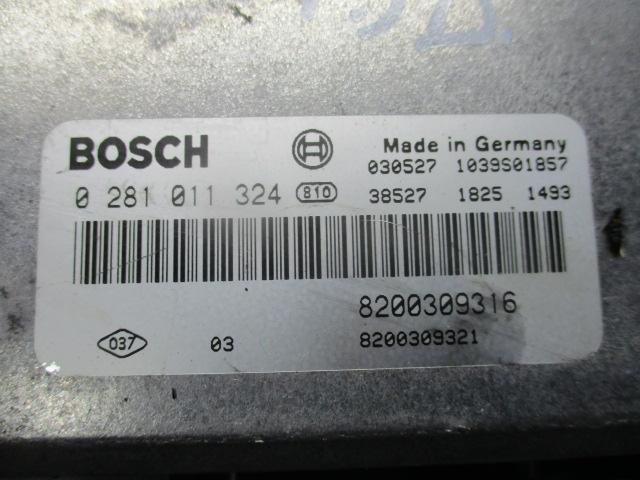 BOSCH
Made in Germany
030527 1039S01857
0 281 011 324 810 38527 1825 1493
8200309316
037 03 8200309321